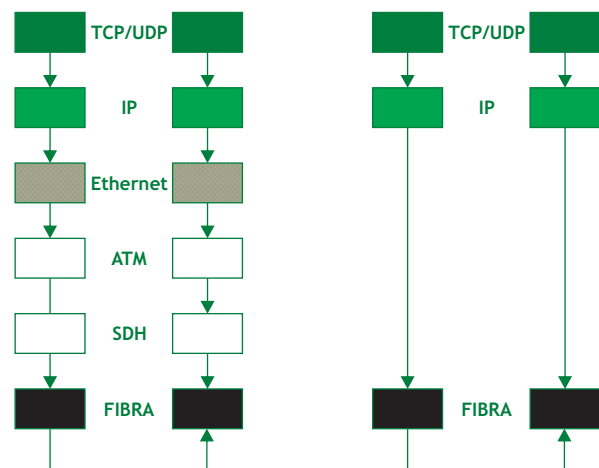 TCP/UDP
IP
Ethernet
ATM
SDH
FIBRA
TCP/UDP
IP
FIBRA